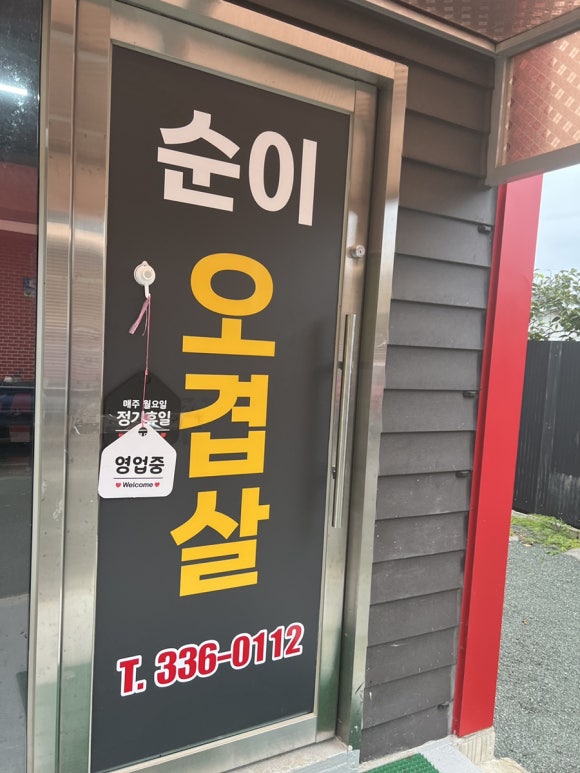 순이
오겹살
매주 월요일
정기휴일
영업중
Welcome
T. 336-0112